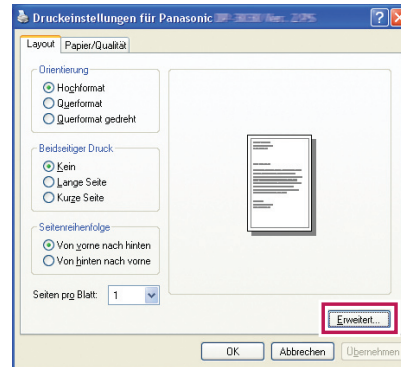 Druckeinstellungen für Panasonic
Layout
Papier/Qualität
Orientierung
Hochformat
Querformat
Querformat gedreht
Beidseitiger Druck
Kein
Lange Seite
Kurze Seite
Seitenreihenfolge
Von vorne nach hinten
Von hinten nach vorne
Seiten pro Blatt: 1
Erweitert...
OK
Abbrechen
Übernehmen